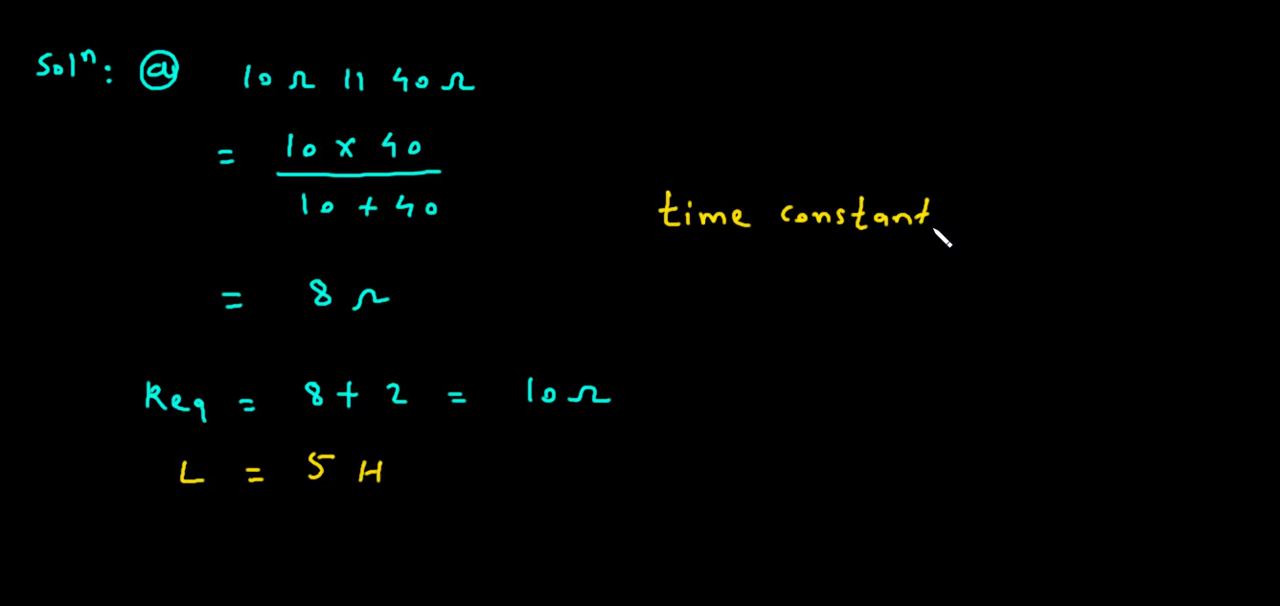 Solⁿ: ⓐ 10 Ω || 40 Ω
= 10 x 40
10 + 40
= 8 Ω
Req = 8 + 2 = 10 Ω
L = 5 H
time constant